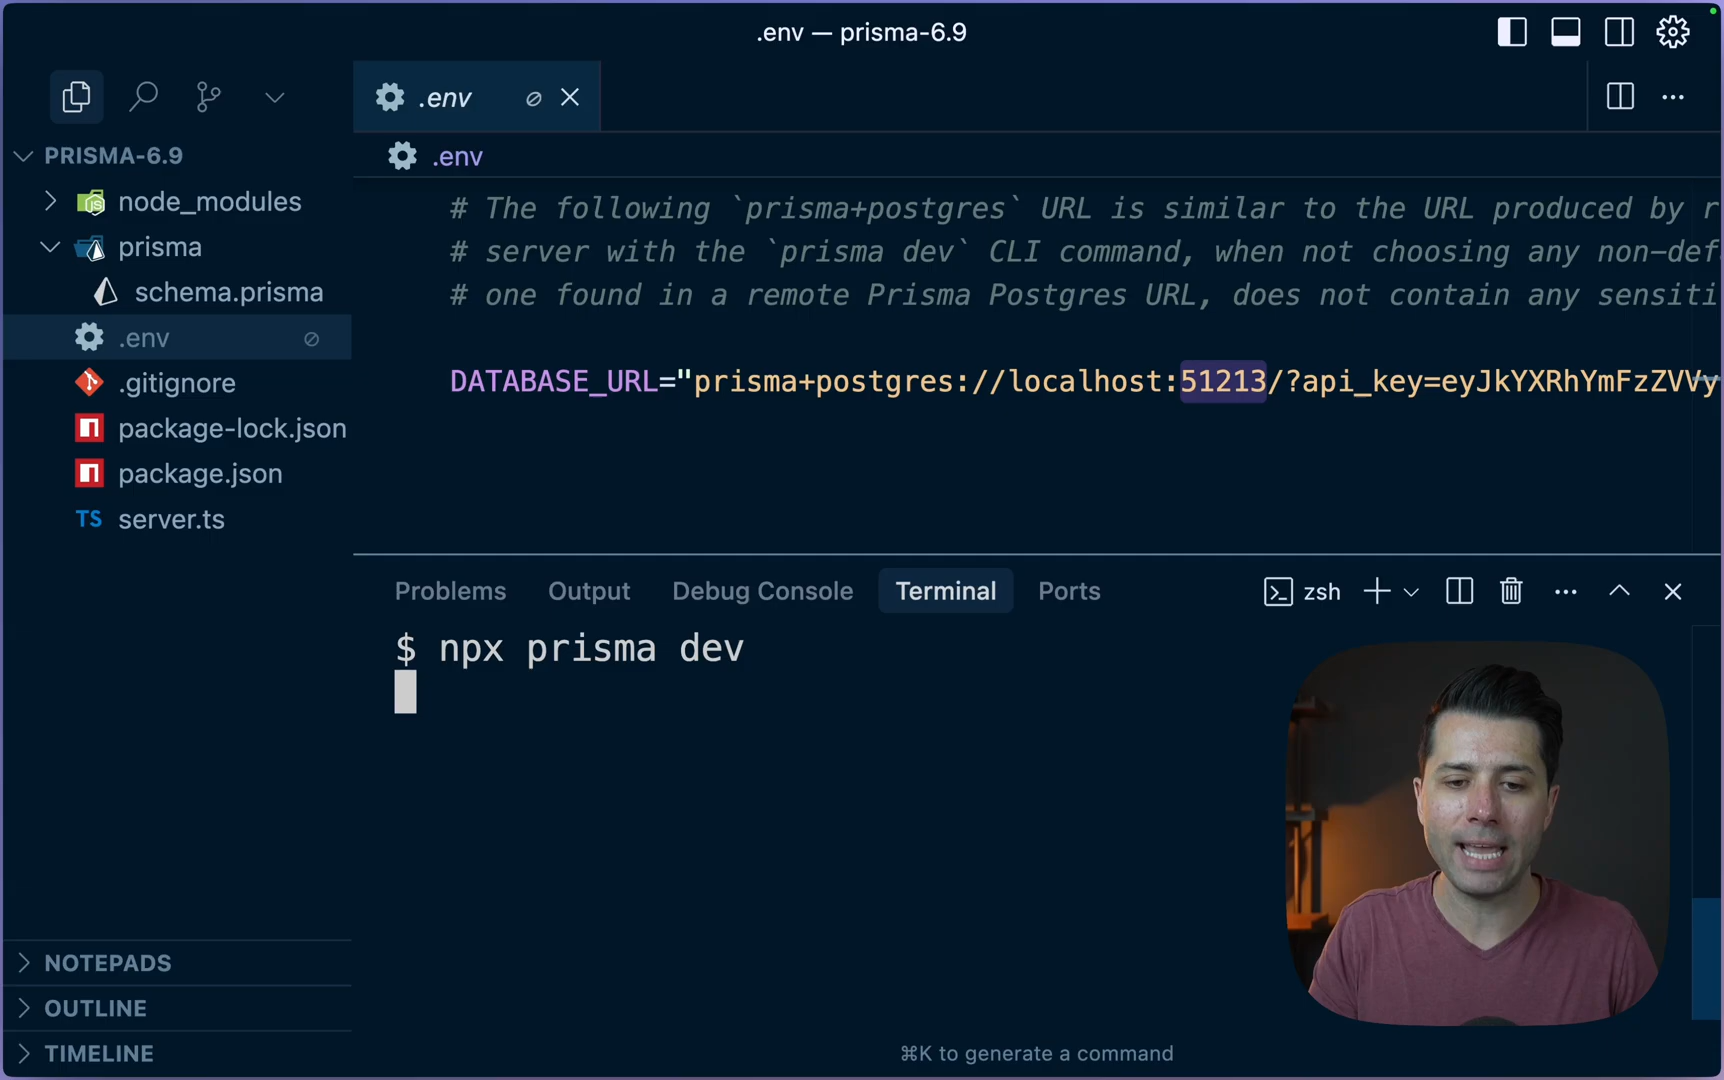 .env — prisma-6.9
.env
PRISMA-6.9
.env
node_modules
prisma
schema.prisma
.env
.gitignore
package-lock.json
package.json
TS server.ts
# The following `prisma+postgres` URL is similar to the URL produced by r
# server with the `prisma dev` CLI command, when not choosing any non-def
# one found in a remote Prisma Postgres URL, does not contain any sensiti
DATABASE_URL="prisma+postgres://localhost:51213/?api_key=eyJkYXRhYmFzZVVy
Problems Output Debug Console Terminal Ports zsh
$ npx prisma dev
NOTEPADS
OUTLINE
TIMELINE
⌘K to generate a command